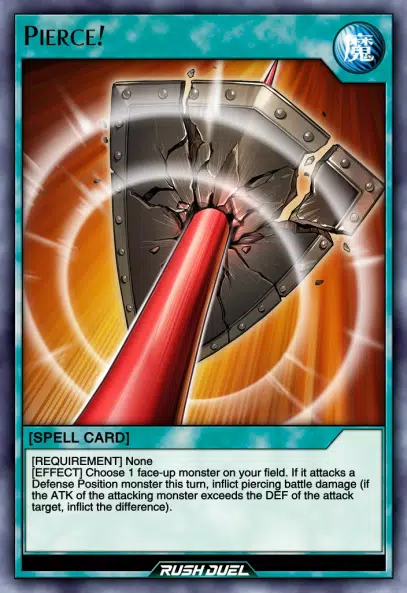 PIERCE!
魔
[SPELL CARD]
[REQUIREMENT] None
[EFFECT] Choose 1 face-up monster on your field. If it attacks a
Defense Position monster this turn, inflict piercing battle damage (if
the ATK of the attacking monster exceeds the DEF of the attack
target, inflict the difference).
RUSH DUEL